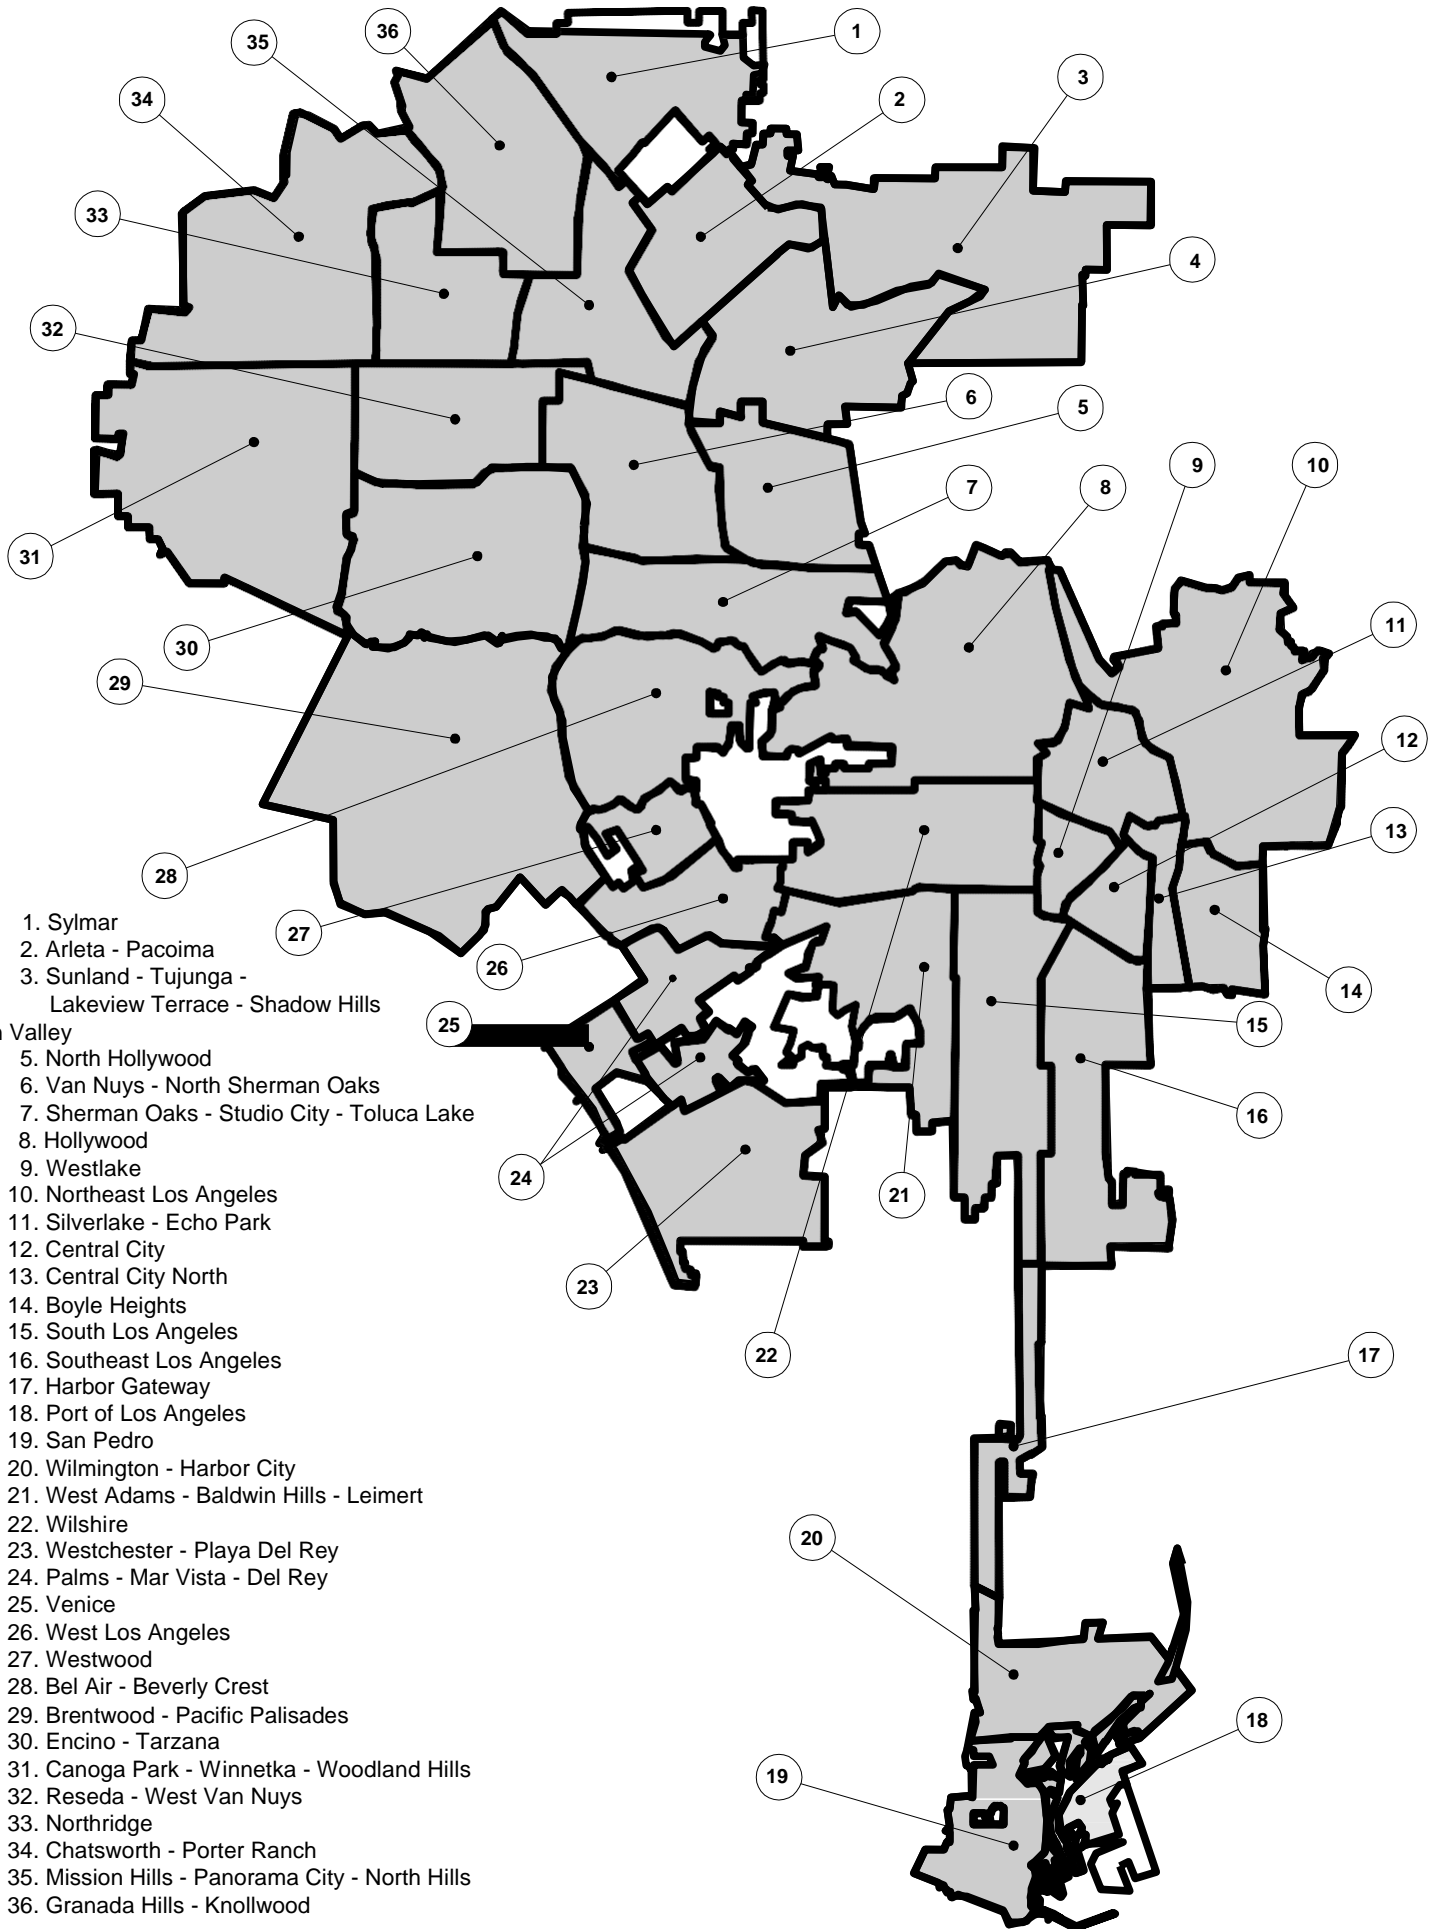 36
1
35
3
34
2
33
4
32
6
5
9
10
7
8
31
11
30
29
12
13
28
27
26
14
25
15
16
24
21
23
22
17
20
18
19
1. Sylmar
2. Arleta - Pacoima
3. Sunland - Tujunga -
Lakeview Terrace - Shadow Hills
Valley
5. North Hollywood
6. Van Nuys - North Sherman Oaks
7. Sherman Oaks - Studio City - Toluca Lake
8. Hollywood
9. Westlake
10. Northeast Los Angeles
11. Silverlake - Echo Park
12. Central City
13. Central City North
14. Boyle Heights
15. South Los Angeles
16. Southeast Los Angeles
17. Harbor Gateway
18. Port of Los Angeles
19. San Pedro
20. Wilmington - Harbor City
21. West Adams - Baldwin Hills - Leimert
22. Wilshire
23. Westchester - Playa Del Rey
24. Palms - Mar Vista - Del Rey
25. Venice
26. West Los Angeles
27. Westwood
28. Bel Air - Beverly Crest
29. Brentwood - Pacific Palisades
30. Encino - Tarzana
31. Canoga Park - Winnetka - Woodland Hills
32. Reseda - West Van Nuys
33. Northridge
34. Chatsworth - Porter Ranch
35. Mission Hills - Panorama City - North Hills
36. Granada Hills - Knollwood